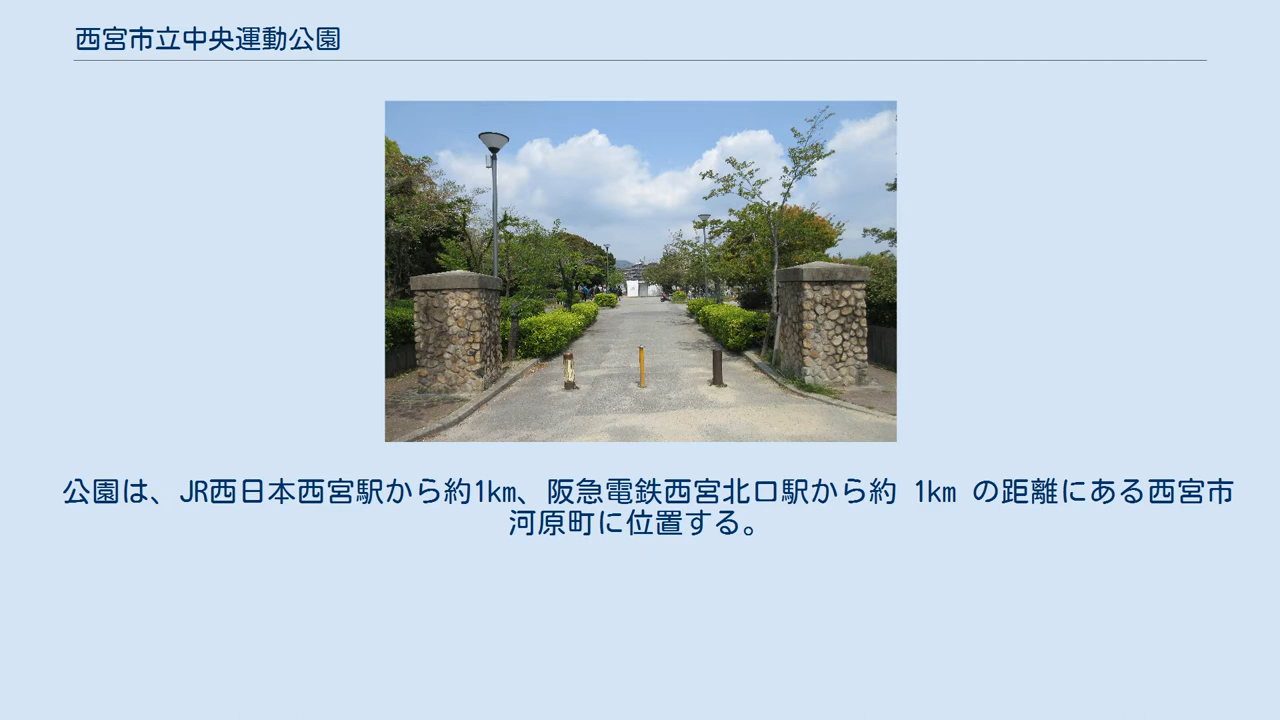 西宮市立中央運動公園
公園は、JR西日本西宮駅から約1km、阪急電鉄西宮北口駅から約 1km の距離にある西宮市
河原町に位置する。